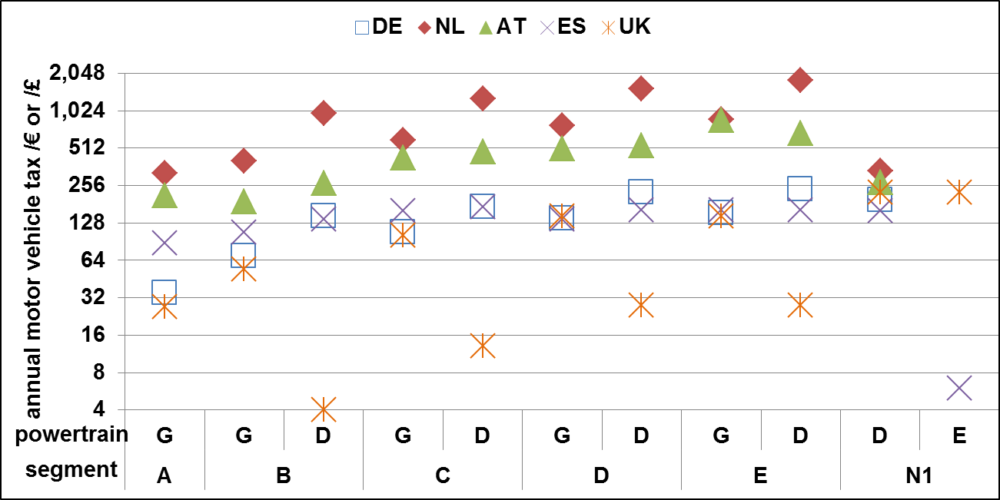 DE NL AT ES UK
annual motor vehicle tax /€ or /£
2,048
1,024
512
256
128
64
32
16
8
4
powertrain G G D G D G D G D D E
segment A B C D E N1